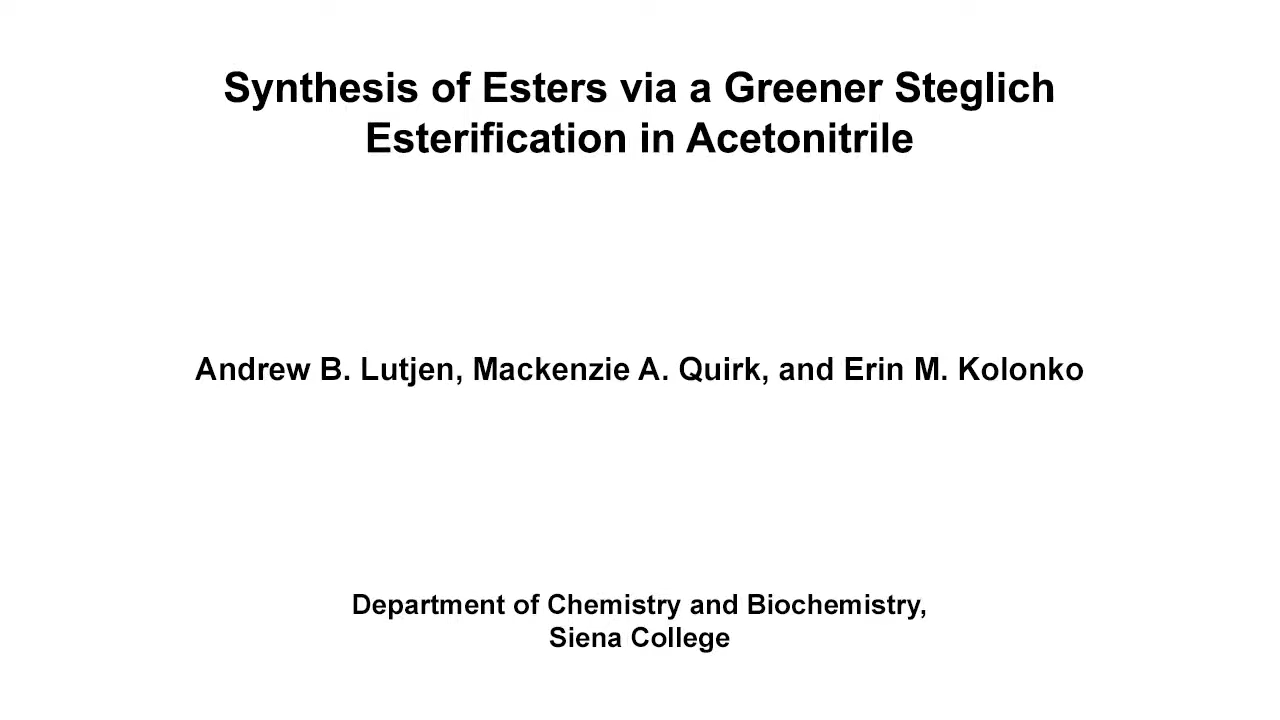 Synthesis of Esters via a Greener Steglich
Esterification in Acetonitrile
Andrew B. Lutjen, Mackenzie A. Quirk, and Erin M. Kolonko
Department of Chemistry and Biochemistry,
Siena College